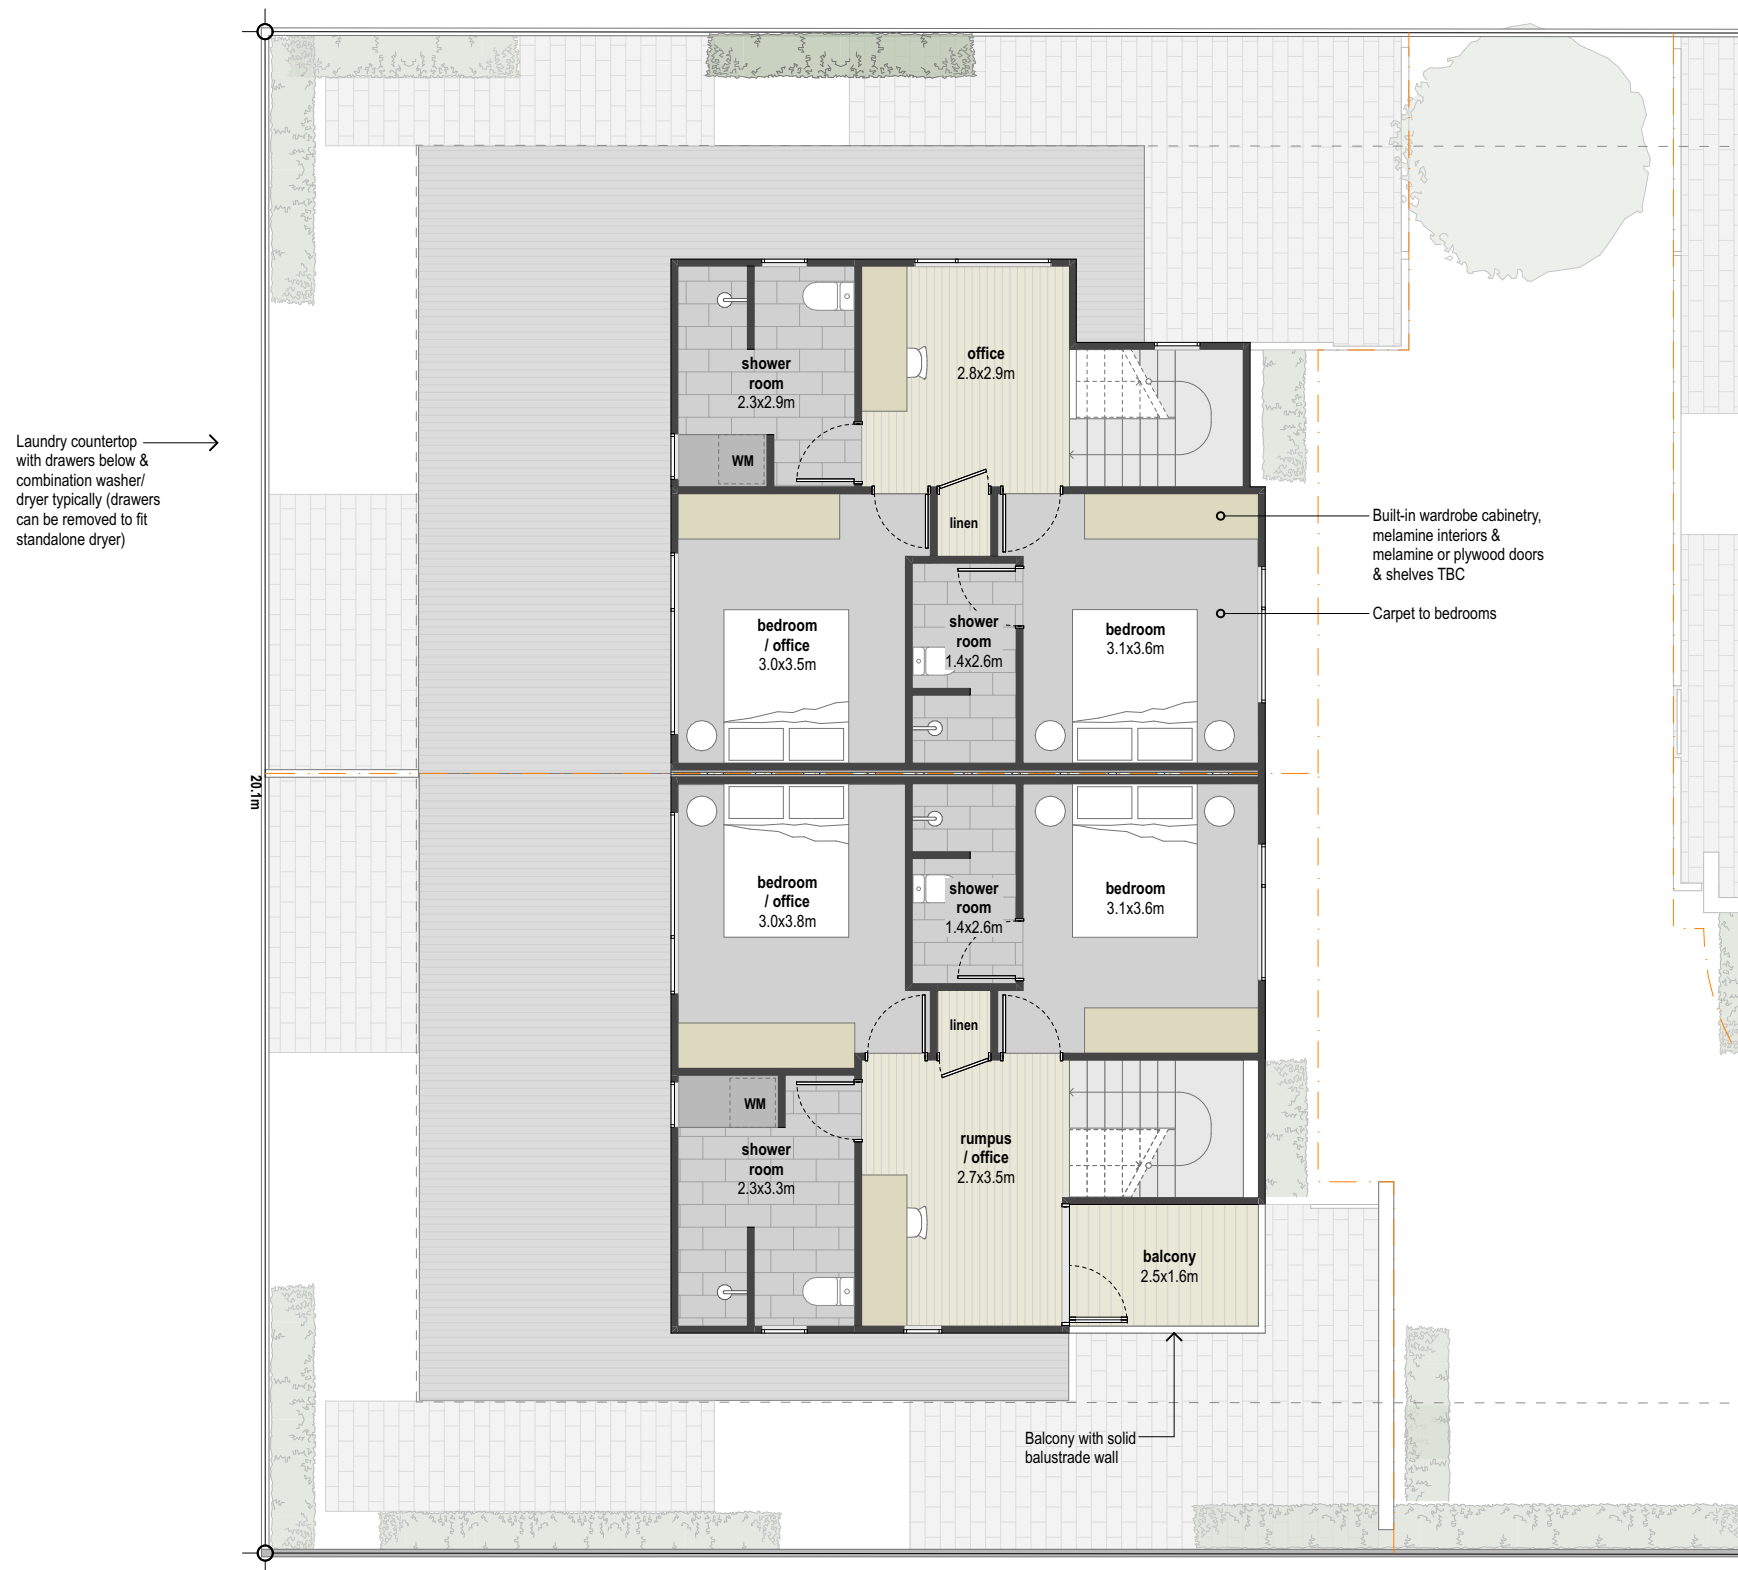 shower
room
2.3x2.9m
office
2.8x2.9m
WM
Laundry countertop
with drawers below &
combination washer/
dryer typically (drawers
can be removed to fit
standalone dryer)
linen
Built-in wardrobe cabinetry,
melamine interiors &
melamine or plywood doors
& shelves TBC
Carpet to bedrooms
bedroom
/ office
3.0x3.5m
shower
room
1.4x2.6m
bedroom
3.1x3.6m
20.1m
bedroom
/ office
3.0x3.8m
shower
room
1.4x2.6m
bedroom
3.1x3.6m
linen
WM
shower
room
2.3x3.3m
rumpus
/ office
2.7x3.5m
balcony
2.5x1.6m
Balcony with solid
balustrade wall